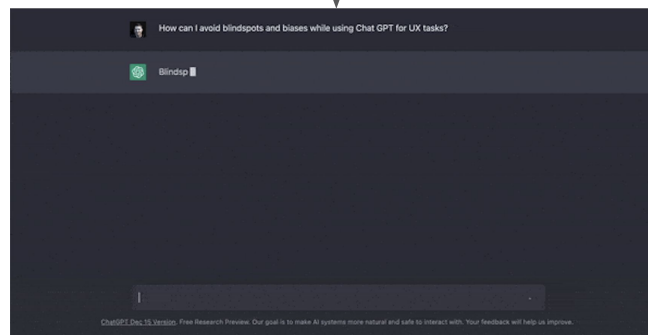 How can I avoid blindspots and biases while using Chat GPT for UX tasks?
Blindsp
ChatGPT Dec 15 Version. Free Research Preview. Our goal is to make AI systems more natural and safe to interact with. Your feedback will help us improve.